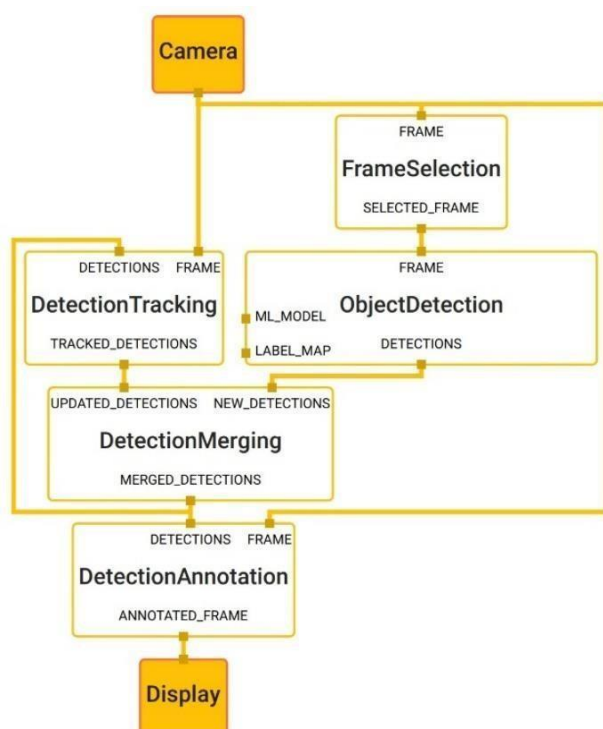 Camera
FRAME
FrameSelection
SELECTED_FRAME
DETECTIONS FRAME
DetectionTracking
TRACKED_DETECTIONS
FRAME
ML_MODEL
ObjectDetection
LABEL_MAP
DETECTIONS
UPDATED_DETECTIONS NEW_DETECTIONS
DetectionMerging
MERGED_DETECTIONS
DETECTIONS FRAME
DetectionAnnotation
ANNOTATED_FRAME
Display